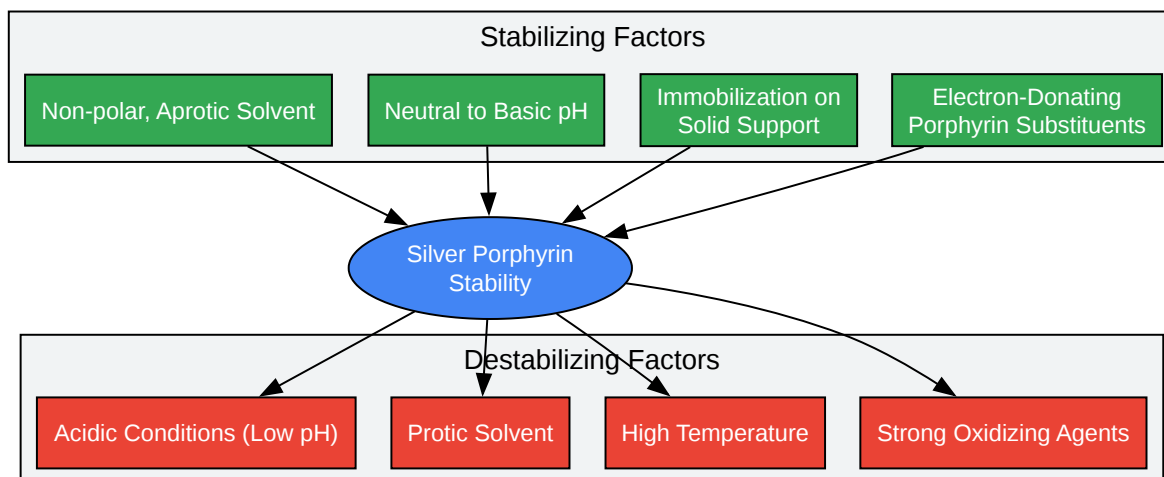 Stabilizing Factors
Non-polar, Aprotic Solvent
Neutral to Basic pH
Immobilization on
Solid Support
Electron-Donating
Porphyrin Substituents
Silver Porphyrin
Stability
Destabilizing Factors
Acidic Conditions (Low pH)
Protic Solvent
High Temperature
Strong Oxidizing Agents